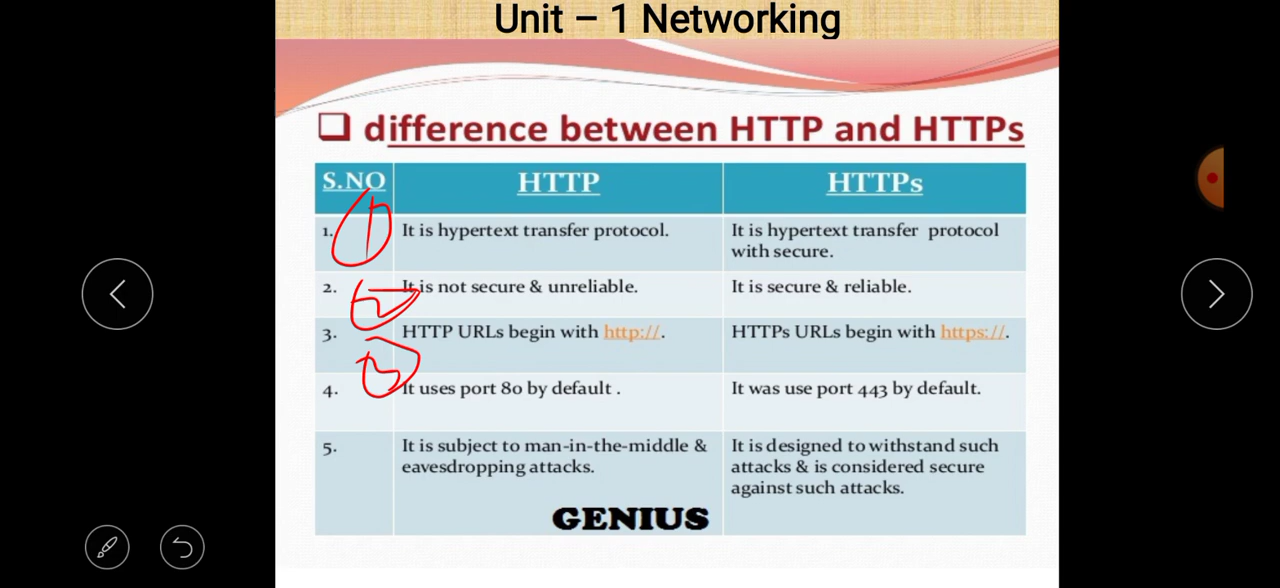 Unit – 1 Networking
❑ difference between HTTP and HTTPs
S.NO HTTP HTTPs
1. It is hypertext transfer protocol. It is hypertext transfer protocol
with secure.
2. It is not secure & unreliable. It is secure & reliable.
3. HTTP URLs begin with http://. HTTPs URLs begin with https://.
4. It uses port 80 by default . It was use port 443 by default.
5. It is subject to man-in-the-middle & It is designed to withstand such
eavesdropping attacks. attacks & is considered secure
against such attacks.
GENIUS